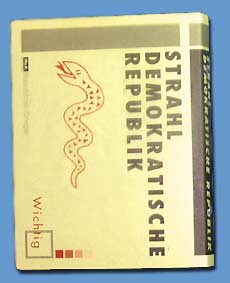 STRAHL
DEMOKRATISCHE
REPUBLIK
Wichtig
DEMOKRATISCHE REPUBLIK